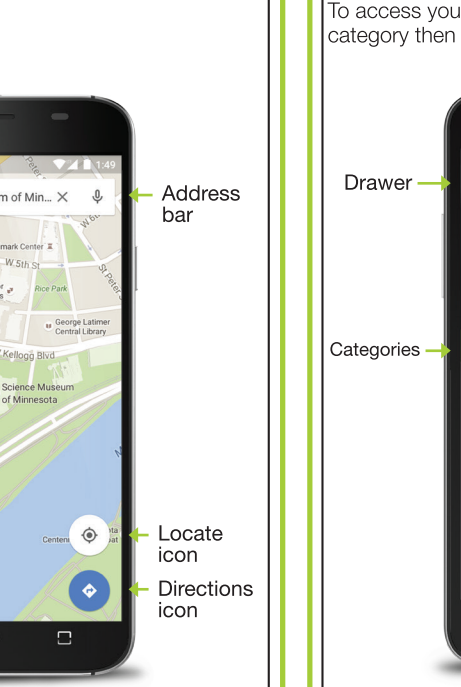 1:49
m of Min...
Address
bar
mark Center
W.5th St
St Peter
Rice Park
George Latimer
Central Library
Kellogg Blvd
Science Museum
of Minnesota
Locate
icon
Directions
icon
To access you
category then
Drawer
Categories